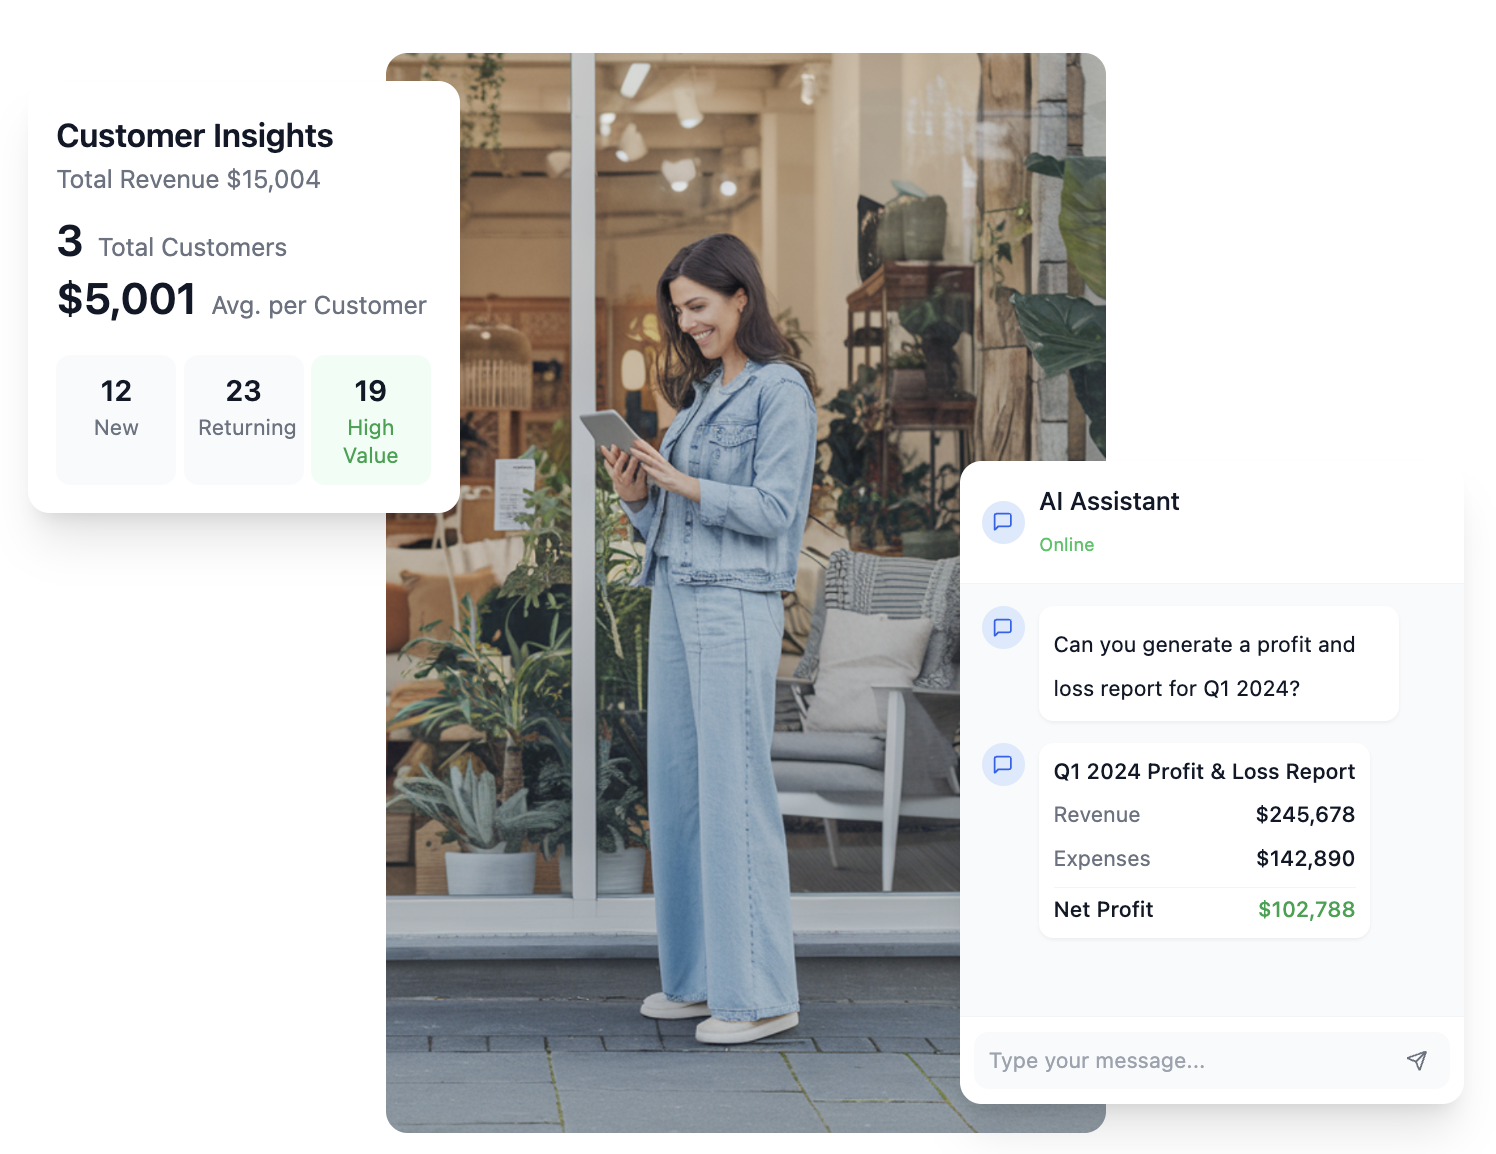 Customer Insights
Total Revenue $15,004
3 Total Customers
$5,001 Avg. per Customer
12
New
23
Returning
19
High
Value
AI Assistant
Online
Can you generate a profit and
loss report for Q1 2024?
Q1 2024 Profit & Loss Report
Revenue $245,678
Expenses $142,890
Net Profit $102,788
Type your message...